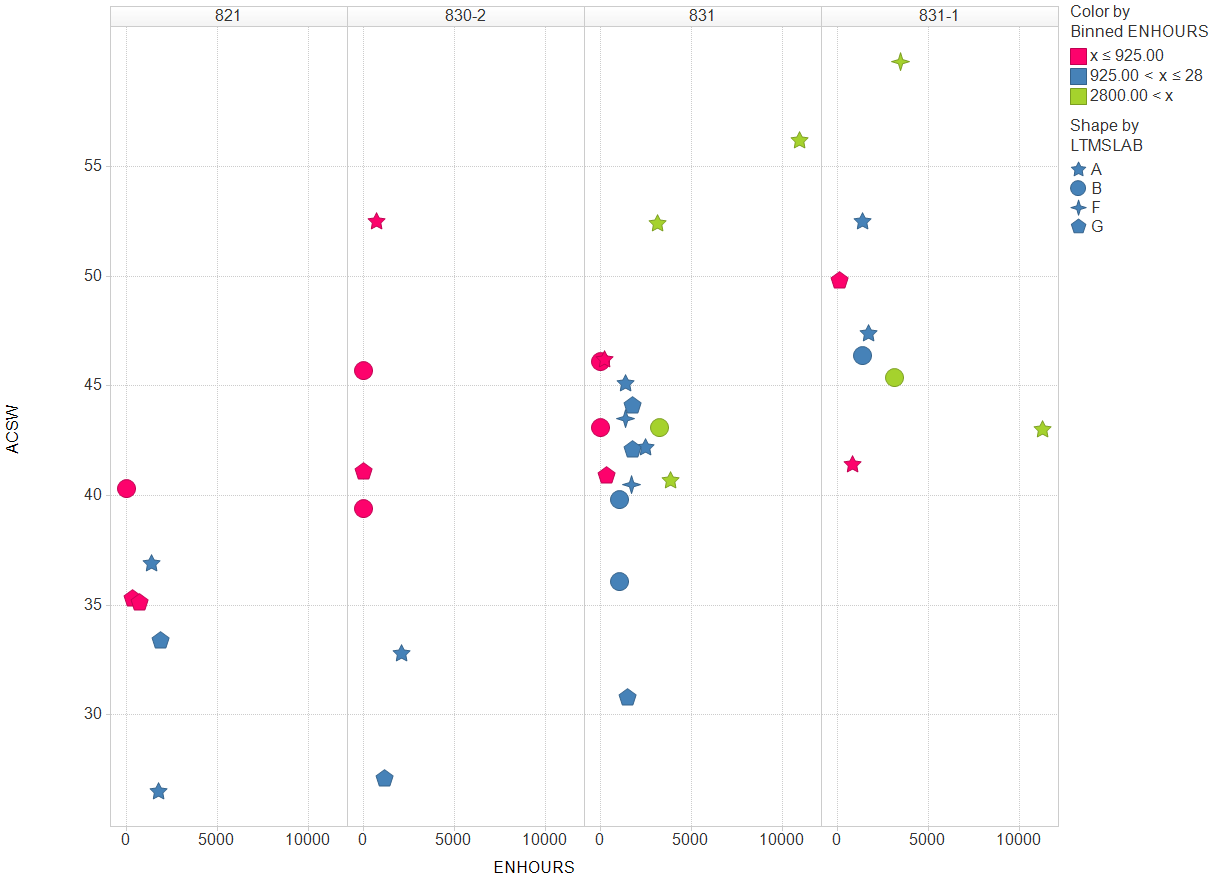 821 830-2 831 831-1
Color by
Binned ENHOURS
x ≤ 925.00
925.00 < x ≤ 28
2800.00 < x
Shape by
LTMSLAB
A
B
F
G
55
50
45
40
35
30
ACSW
0 5000 10000 0 5000 10000 0 5000 10000 0 5000 10000
ENHOURS